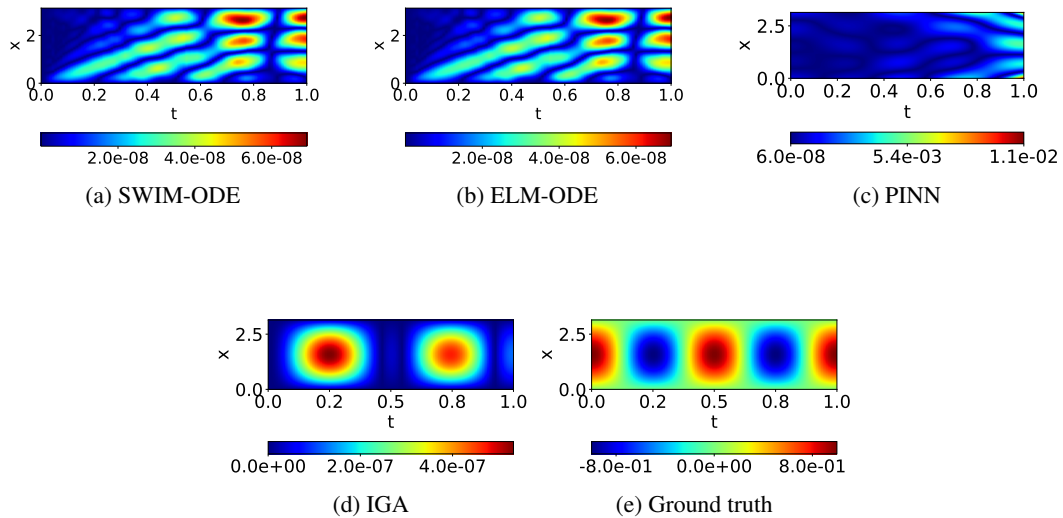 x
2
0
0.0 0.2 0.4 0.6 0.8 1.0
t
2.0e-08 4.0e-08 6.0e-08
(a) SWIM-ODE
x
2
0
0.0 0.2 0.4 0.6 0.8 1.0
t
2.0e-08 4.0e-08 6.0e-08
(b) ELM-ODE
x
2.5
0.0
0.0 0.2 0.4 0.6 0.8 1.0
t
6.0e-08 5.4e-03 1.1e-02
(c) PINN
x
2.5
0.0
0.0 0.2 0.5 0.8 1.0
t
0.0e+00 2.0e-07 4.0e-07
(d) IGA
x
2.5
0.0
0.0 0.2 0.5 0.8 1.0
t
-8.0e-01 0.0e+00 8.0e-01
(e) Ground truth